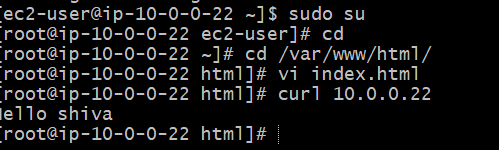 [ec2-user@ip-10-0-0-22 ~]$ sudo su
[root@ip-10-0-0-22 ec2-user]# cd
[root@ip-10-0-0-22 ~]# cd /var/www/html/
[root@ip-10-0-0-22 html]# vi index.html
[root@ip-10-0-0-22 html]# curl 10.0.0.22
Hello shiva
[root@ip-10-0-0-22 html]#